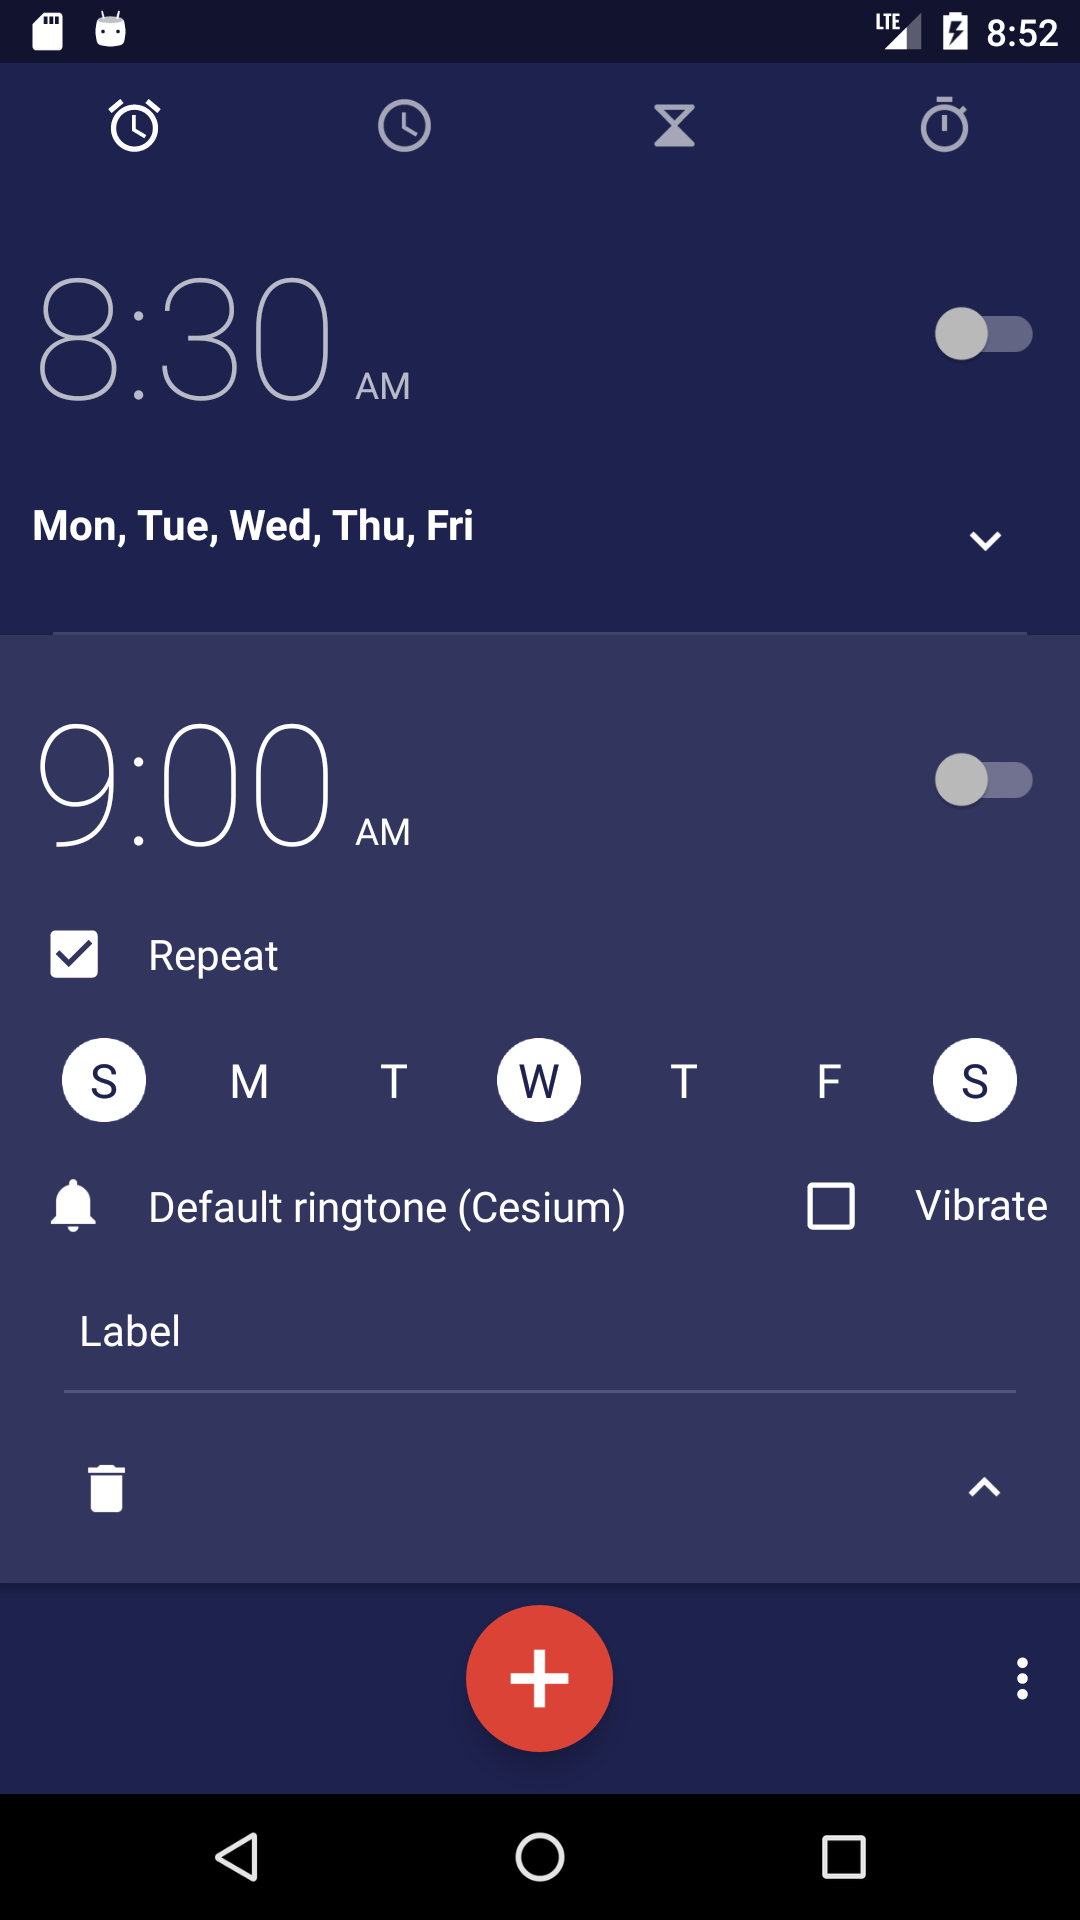 LTE 8:52
8:30 AM
Mon, Tue, Wed, Thu, Fri
9:00 AM
Repeat
S M T W T F S
Default ringtone (Cesium) Vibrate
Label